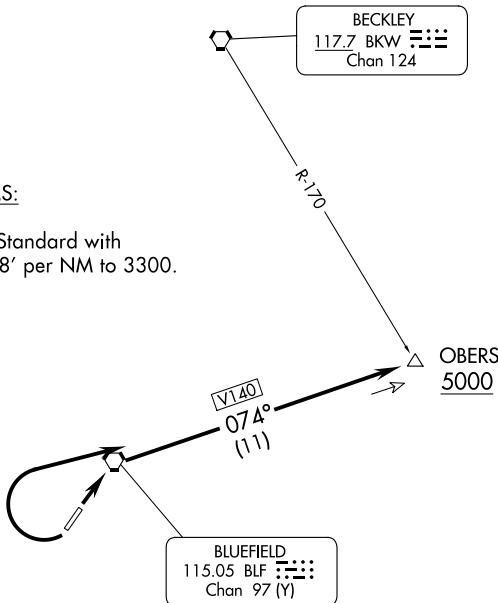 BECKLEY
117.7 BKW
Chan 124
R-170
S:
Standard with
8' per NM to 3300.
OBERS
5000
V140
074°
(11)
BLUEFIELD
115.05 BLF
Chan 97 (Y)